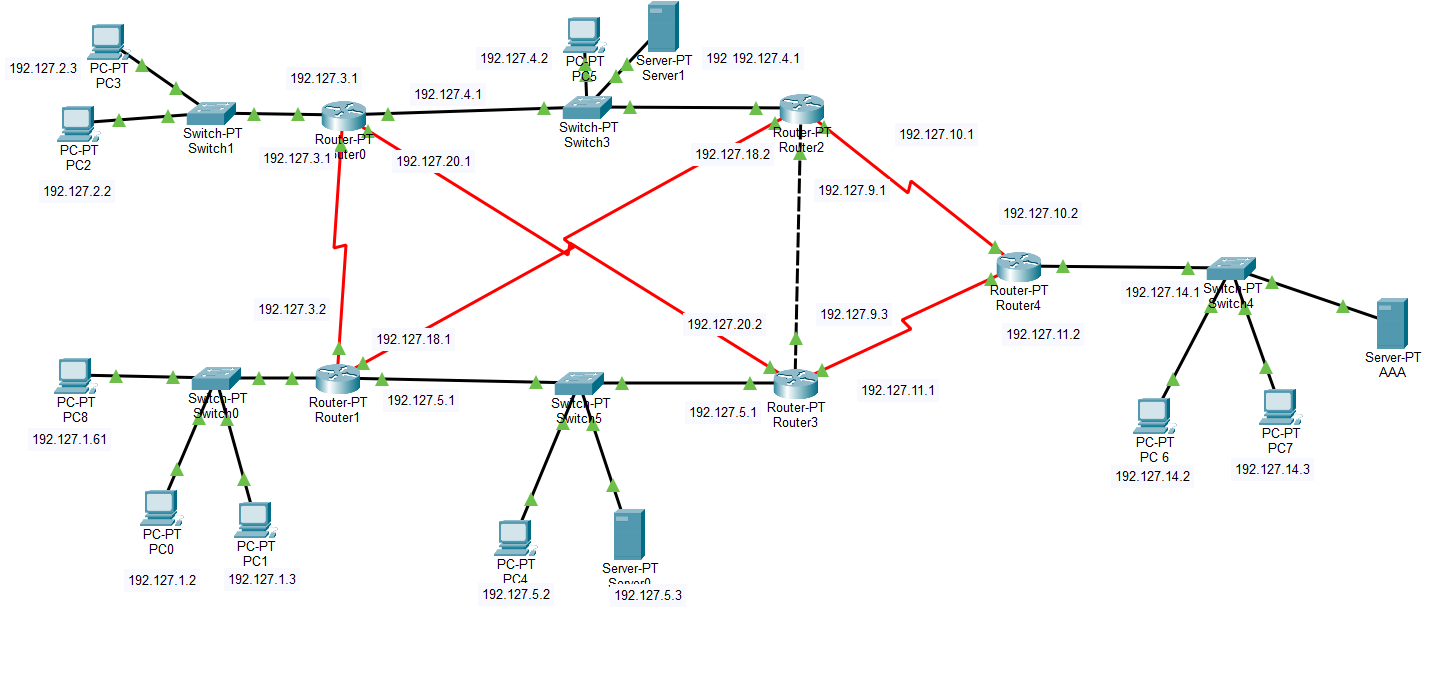 PC-PT
PC3
192.127.2.3
PC-PT
PC2
192.127.2.2
Switch-PT
Switch1
192.127.3.1
Router-PT
uter0
192.127.3.1
192.127.4.1
192.127.20.1
192.127.4.2
PC-PT
PC5
Server-PT
Server1
192
192.127.4.1
Switch-PT
Switch3
Router-PT
Router2
192.127.18.2
192.127.10.1
192.127.9.1
192.127.10.2
Router-PT
Router4
192.127.11.2
192.127.14.1
Switch-PT
Switch4
Server-PT
AAA
192.127.3.2
192.127.18.1
192.127.20.2
192.127.9.3
PC-PT
PC8
192.127.1.61
Switch-PT
Switch0
Router-PT
Router1
192.127.5.1
Switch-PT
Switch5
192.127.5.1
Router-PT
Router3
192.127.11.1
PC-PT
PC 6
192.127.14.2
PC-PT
PC7
192.127.14.3
PC-PT
PC0
192.127.1.2
PC-PT
PC1
192.127.1.3
PC-PT
PC4
192.127.5.2
Server-PT
Server0
192.127.5.3